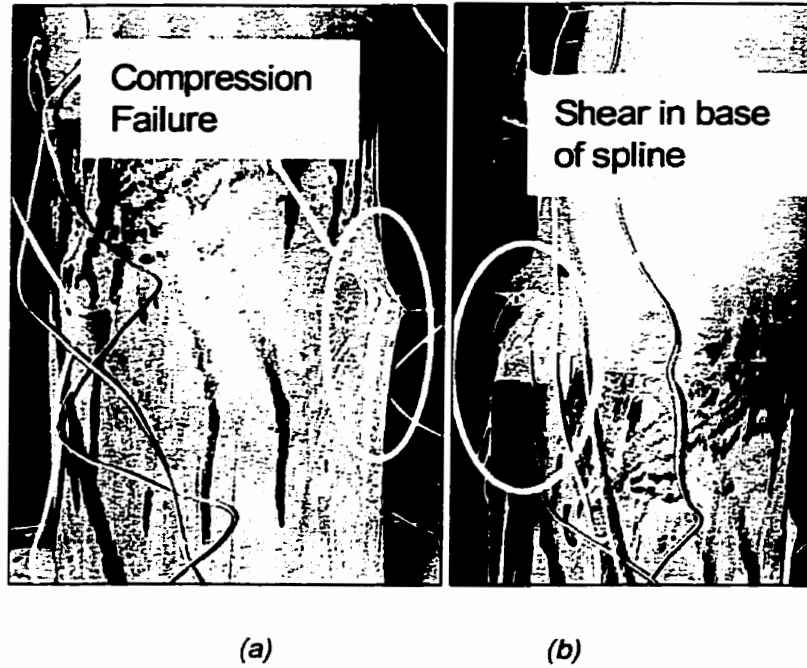 Compression
Failure
Shear in base
of spline
(a)
(b)